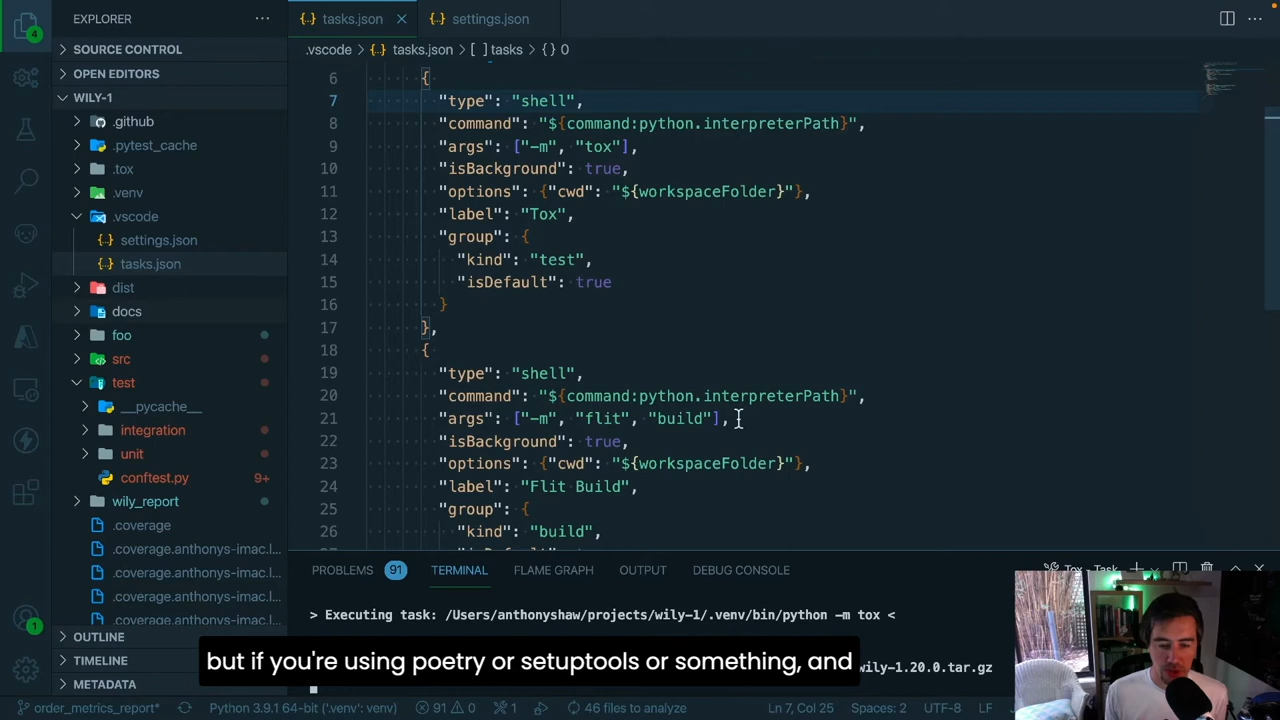 EXPLORER
SOURCE CONTROL
OPEN EDITORS
WILY-1
.github
.pytest_cache
.tox
.venv
.vscode
settings.json
tasks.json
dist
docs
foo
src
test
__pycache__
integration
unit
conftest.py 9+
wily_report
.coverage
.coverage.anthonys-imac.l...
.coverage.anthonys-imac.l...
.coverage.anthonys-imac.l...
.coverage.anthonys-imac.l...
OUTLINE
TIMELINE
METADATA
4
1
tasks.json
settings.json
.vscode > tasks.json > [ ] tasks > {} 0
6 {
7 "type": "shell",
8 "command": "${command:python.interpreterPath}",
9 "args": ["-m", "tox"],
10 "isBackground": true,
11 "options": {"cwd": "${workspaceFolder}"},
12 "label": "Tox",
13 "group": {
14 "kind": "test",
15 "isDefault": true
16 }
17 },
18 {
19 "type": "shell",
20 "command": "${command:python.interpreterPath}",
21 "args": ["-m", "flit", "build"],
22 "isBackground": true,
23 "options": {"cwd": "${workspaceFolder}"},
24 "label": "Flit Build",
25 "group": {
26 "kind": "build",
PROBLEMS 91 TERMINAL FLAME GRAPH OUTPUT DEBUG CONSOLE
Tox - Task
> Executing task: /Users/anthonyshaw/projects/wily-1/.venv/bin/python -m tox <
wily-1.20.0.tar.gz
but if you're using poetry or setuptools or something, and
order_metrics_report* Python 3.9.1 64-bit ('.venv': venv) 91 0 1 46 files to analyze Ln 7, Col 25 Spaces: 2 UTF-8 LF